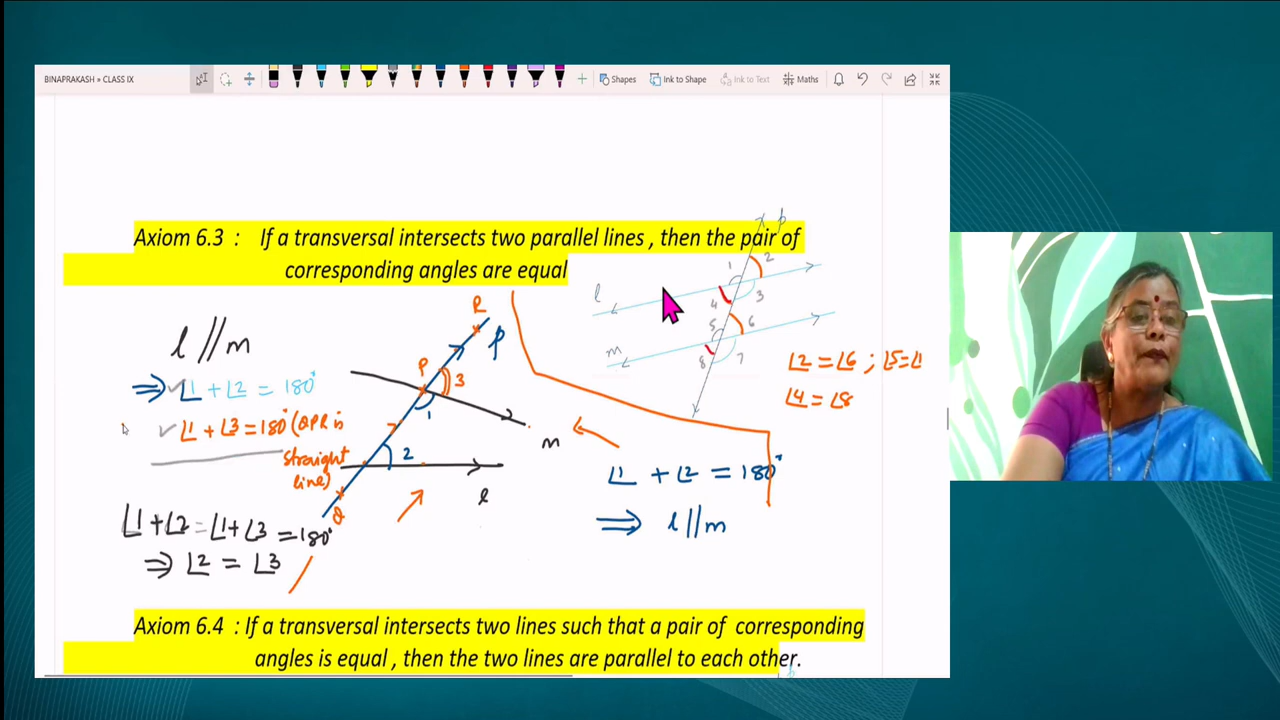 BINAPRAKASH » CLASS IX
Shapes
Ink to Shape
Ink to Text
Maths
Axiom 6.3 : If a transversal intersects two parallel lines , then the pair of
corresponding angles are equal
l // m
⇒ ✓ ∠1 + ∠2 = 180°
✓ ∠1 + ∠3 = 180° (QPR is
straight
line)
∠1 + ∠2 = ∠1 + ∠3 = 180°
⇒ ∠2 = ∠3
R
p
P
3
1
m
2
l
Q
p
1
2
l
4
3
5
6
m
8
7
∠2 = ∠6 ; ∠5 = ∠1
∠4 = ∠8
∠1 + ∠2 = 180°
⇒ l // m
Axiom 6.4 : If a transversal intersects two lines such that a pair of corresponding
angles is equal , then the two lines are parallel to each other.